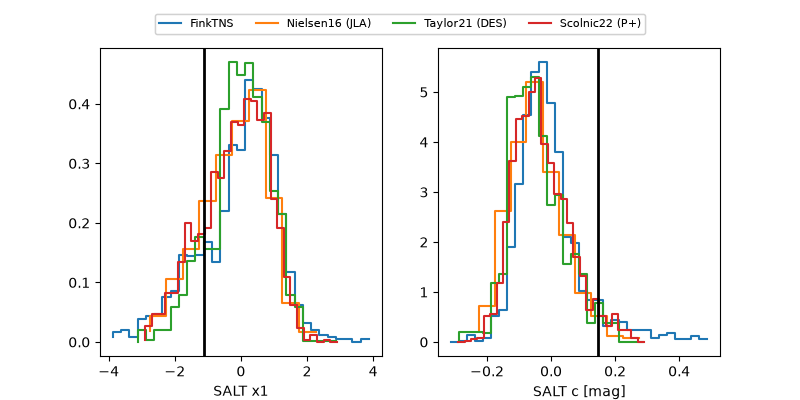 FinkTNS Nielsen16 (JLA) Taylor21 (DES) Scolnic22 (P+)
0.4
0.3
0.2
0.1
0.0
−4 −2 0 2 4
SALT x1
5
4
3
2
1
0
−0.2 0.0 0.2 0.4
SALT c [mag]